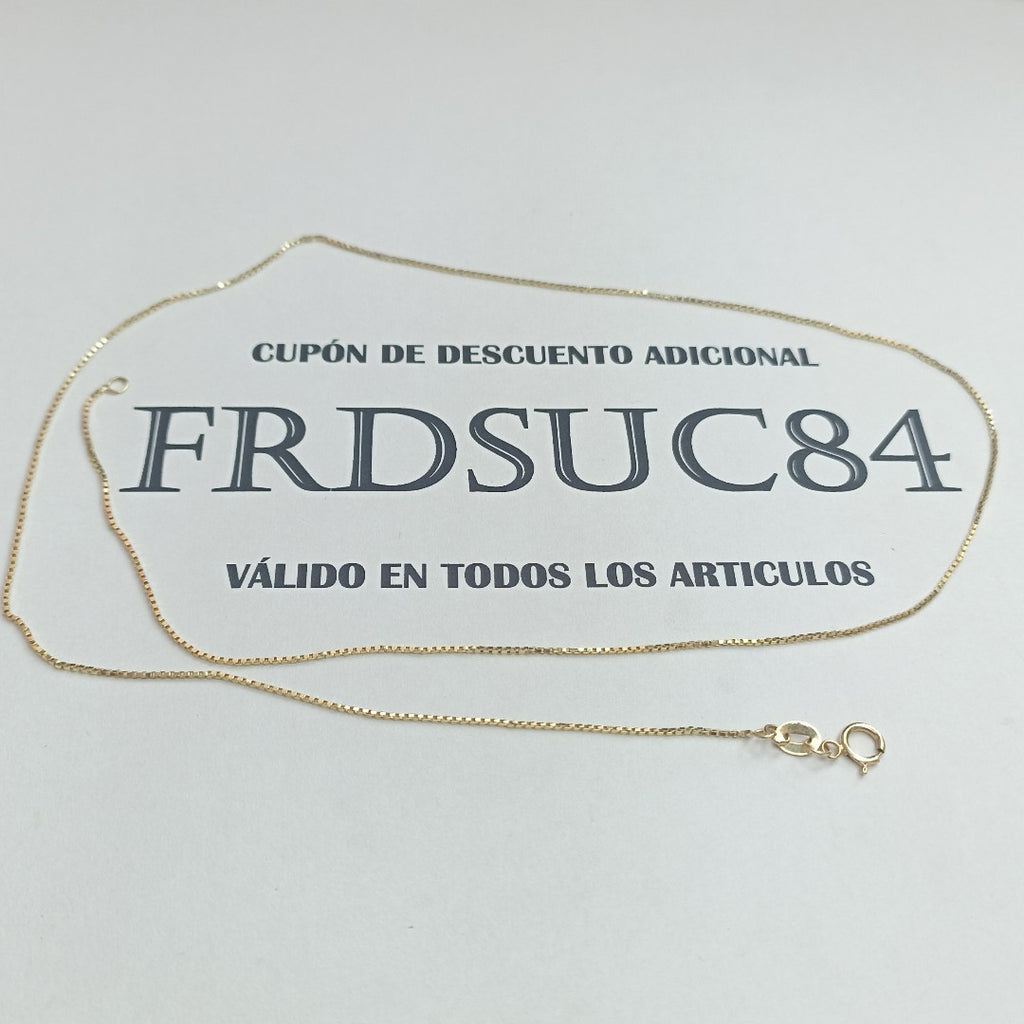 CUPÓN DE DESCUENTO ADICIONAL
FRDSUC84
VÁLIDO EN TODOS LOS ARTICULOS